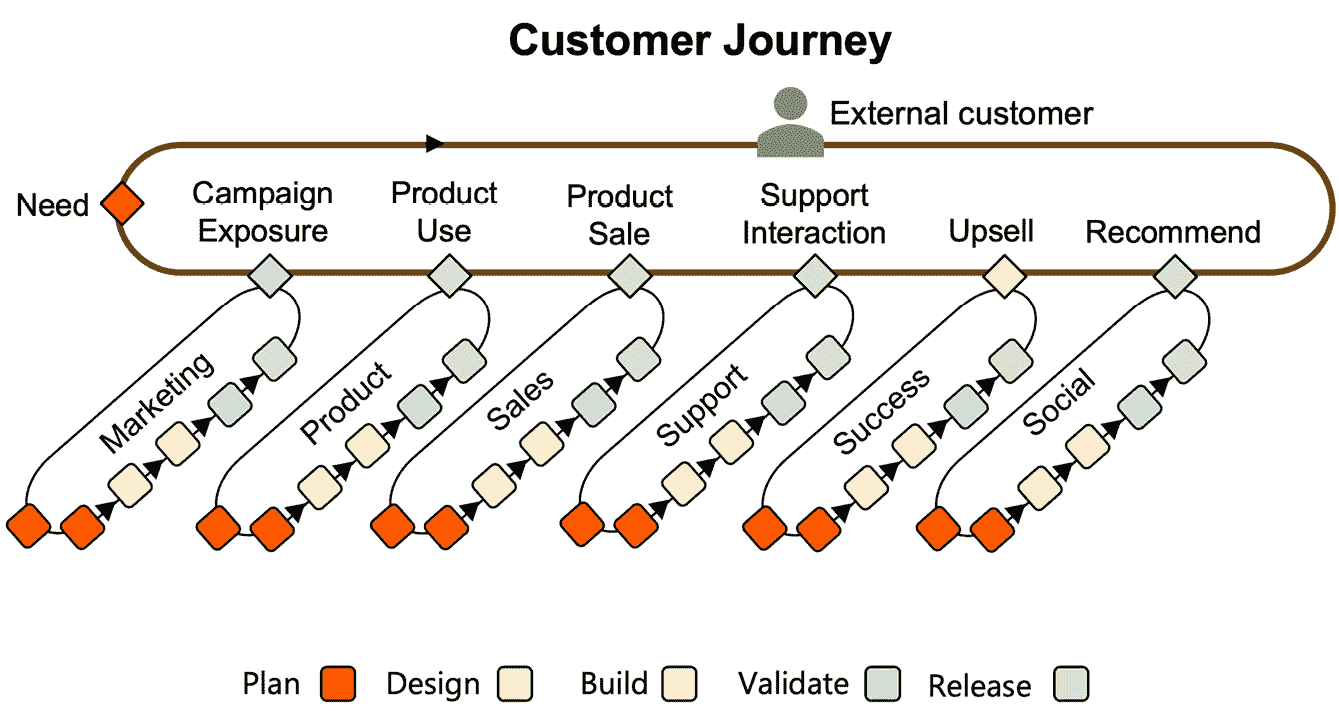 Customer Journey
External customer
Need
Campaign
Exposure
Product
Use
Product
Sale
Support
Interaction
Upsell
Recommend
Marketing
Product
Sales
Support
Success
Social
Plan
Design
Build
Validate
Release